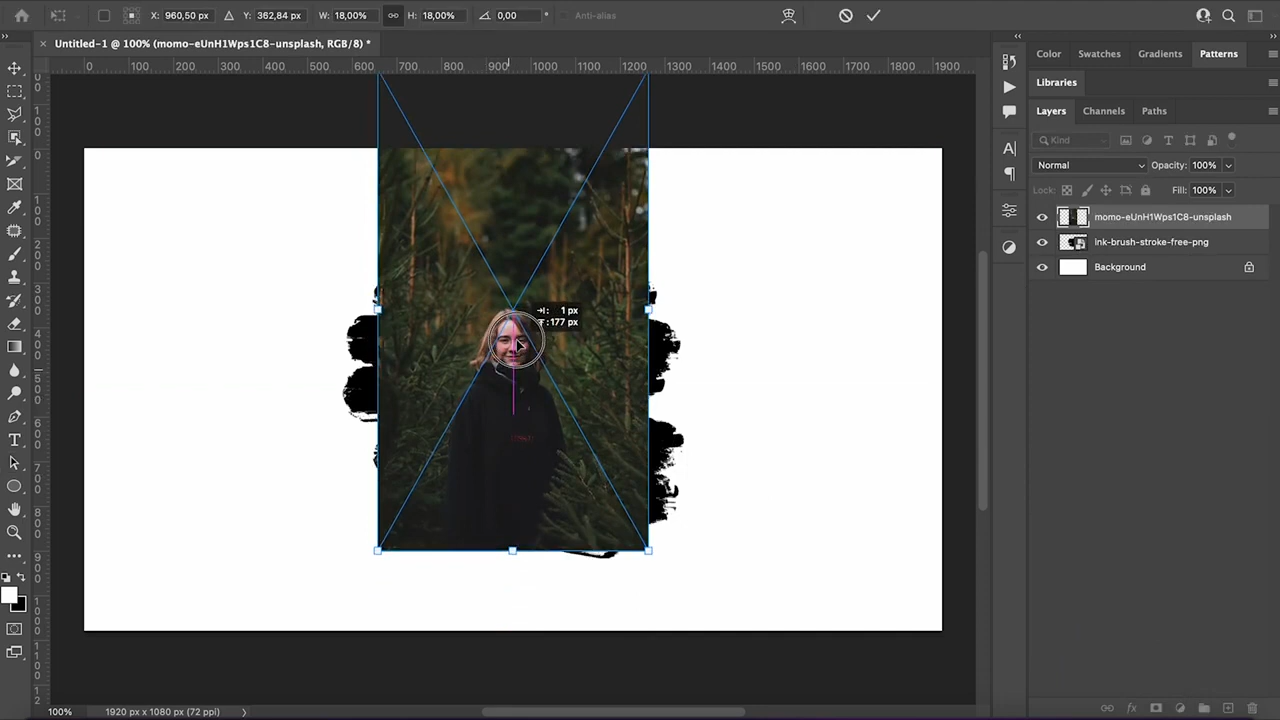 X: 960,50 px Y: 362,84 px W: 18,00% H: 18,00% 0,00 ° Anti-alias
Untitled-1 @ 100% (momo-eUnH1Wps1C8-unsplash, RGB/8) *
0 100 200 300 400 500 600 700 800 900 1000 1100 1200 1300 1400 1500 1600 1700 1800 1900
Color Swatches Gradients Patterns
Libraries
Layers Channels Paths
Kind
Normal Opacity: 100%
Lock: Fill: 100%
momo-eUnH1Wps1C8-unsplash
Ink-brush-stroke-free-png
Background
1 px
177 px
100% 1920 px x 1080 px (72 ppi)